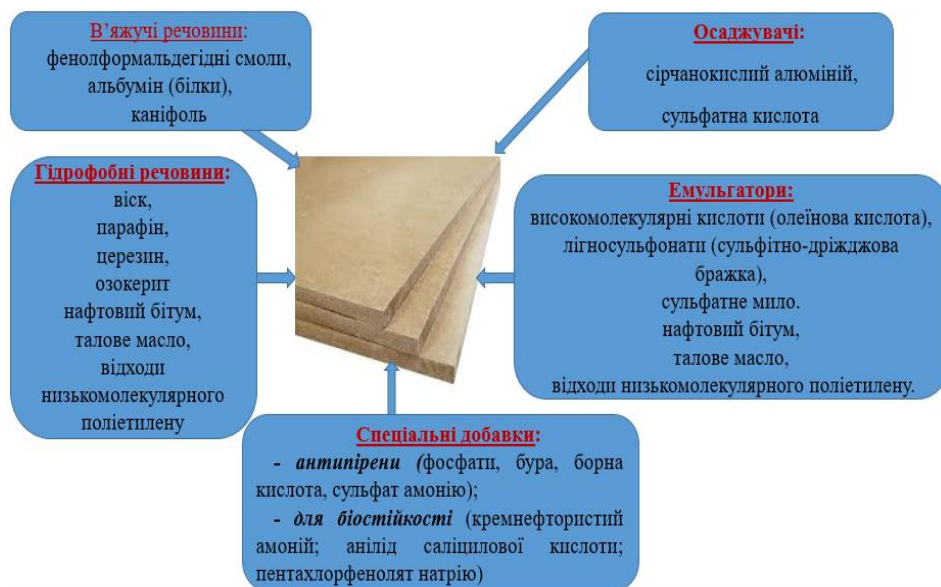 В’яжучі речовини:
фенолформальдегідні смоли,
альбумін (білки),
каніфоль
Осаджувачі:
сірчанокислий алюміній,
сульфатна кислота
Гідрофобні речовини:
віск,
парафін,
церезин,
озокерит
нафтовий бітум,
талове масло,
відходи
низькомолекулярного
поліетилену
Емульгатори:
високомолекулярні кислоти (олеїнова кислота),
лігносульфонати (сульфітно-дріжджова
бражка),
сульфатне мило.
нафтовий бітум,
талове масло,
відходи низькомолекулярного поліетилену.
Спеціальні добавки:
- антипірени (фосфати, бура, борна
кислота, сульфат амонію);
- для біостійкості (кремнефтористий
амоній; анілід саліцилової кислоти;
пентахлорфенолят натрію)